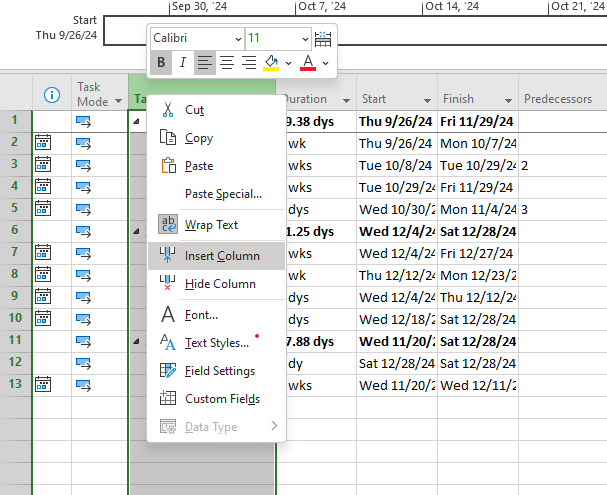 Sep 30, '24 Oct 7, '24 Oct 14, '24 Oct 21, '24
Start
Thu 9/26/24
Calibri 11
B I A
Task
Mode Duration Start Finish Predecessors
1 9.38 dys Thu 9/26/24 Fri 11/29/24
2 wk Thu 9/26/24 Mon 10/7/24
3 wks Tue 10/8/24 Tue 10/29/24 2
4 wks Tue 10/29/24 Fri 11/29/24
5 dys Wed 10/30/2 Mon 11/4/24 3
6 1.25 dys Wed 12/4/24 Sat 12/28/24
7 wks Wed 12/4/24 Fri 12/27/24
8 wks Thu 12/12/24 Mon 12/23/2
9 dys Wed 12/4/24 Thu 12/12/24
10 dys Wed 12/18/2 Sat 12/28/24
11 7.88 dys Wed 11/20/2 Sat 12/28/24
12 dy Sat 12/28/24 Sat 12/28/24
13 wks Wed 11/20/2 Wed 12/11/2
Cut
Copy
Paste
Paste Special...
Wrap Text
Insert Column
Hide Column
Font...
Text Styles...
Field Settings
Custom Fields
Data Type